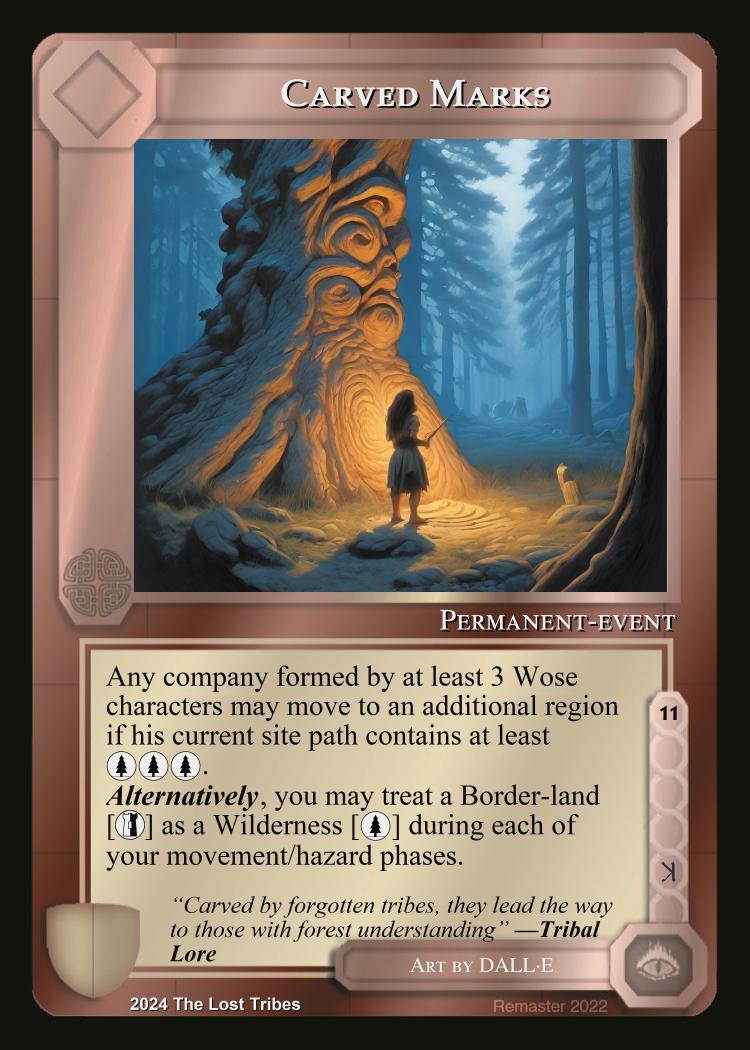 Carved Marks
Permanent-event
Any company formed by at least 3 Wose
characters may move to an additional region
if his current site path contains at least
.
Alternatively, you may treat a Border-land
[ ] as a Wilderness [ ] during each of
your movement/hazard phases.
“Carved by forgotten tribes, they lead the way
to those with forest understanding” —Tribal
Lore
11
Art by DALL·E
2024 The Lost Tribes
Remaster 2022